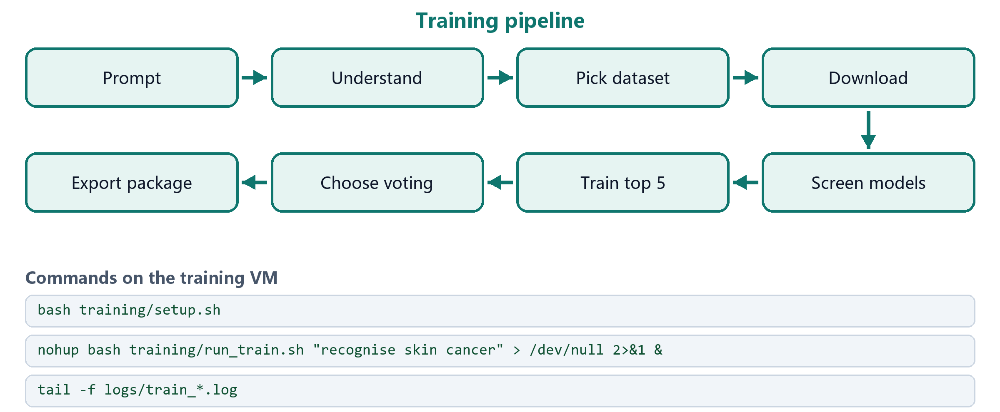 Training pipeline
Prompt
Understand
Pick dataset
Download
Screen models
Train top 5
Choose voting
Export package
Commands on the training VM
bash training/setup.sh
nohup bash training/run_train.sh "recognise skin cancer" > /dev/null 2>&1 &
tail -f logs/train_*.log